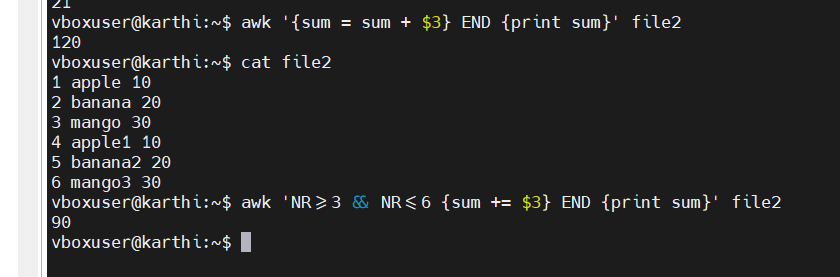 21
vboxuser@karthi:~$ awk '{sum = sum + $3} END {print sum}' file2
120
vboxuser@karthi:~$ cat file2
1 apple 10
2 banana 20
3 mango 30
4 apple1 10
5 banana2 20
6 mango3 30
vboxuser@karthi:~$ awk 'NR>=3 && NR<=6 {sum += $3} END {print sum}' file2
90
vboxuser@karthi:~$